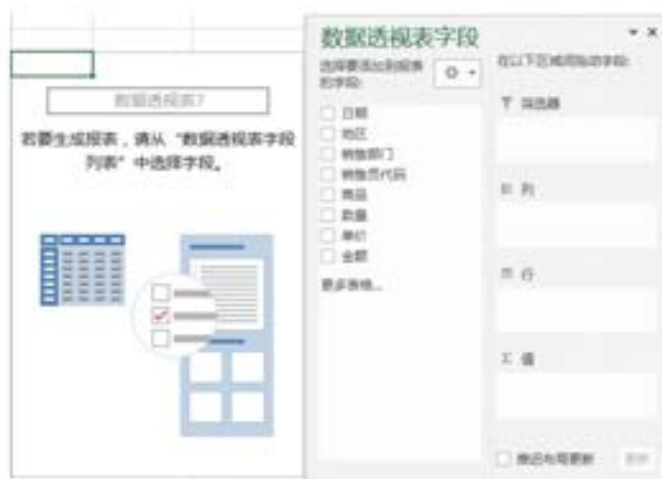 数据透视表7
若要生成报表，请从“数据透视表字段
列表”中选择字段。
数据透视表字段
选择要添加到报表
的字段:
日期
地区
销售部门
销售员代码
商品
数量
单价
金额
更多表格...
在以下区域间拖动字段:
筛选器
列
行
Σ 值
推迟布局更新
更新